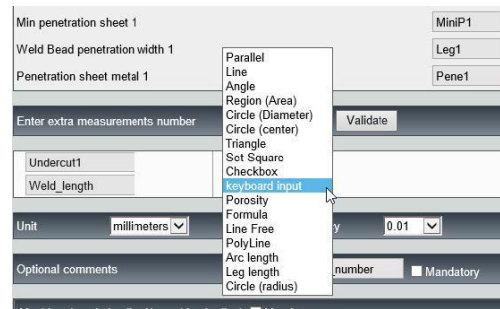 Min penetration sheet 1 MiniP1
Weld Bead penetration width 1 Leg1
Penetration sheet metal 1 Pene1
Parallel
Line
Angle
Region (Area)
Circle (Diameter)
Circle (center)
Triangle
Set Square
Checkbox
keyboard input
Porosity
Formula
Line Free
PolyLine
Arc length
Leg length
Circle (radius)
Enter extra measurements number Validate
Undercut1
Weld_length
Unit millimeters 0.01
Optional comments _number Mandatory